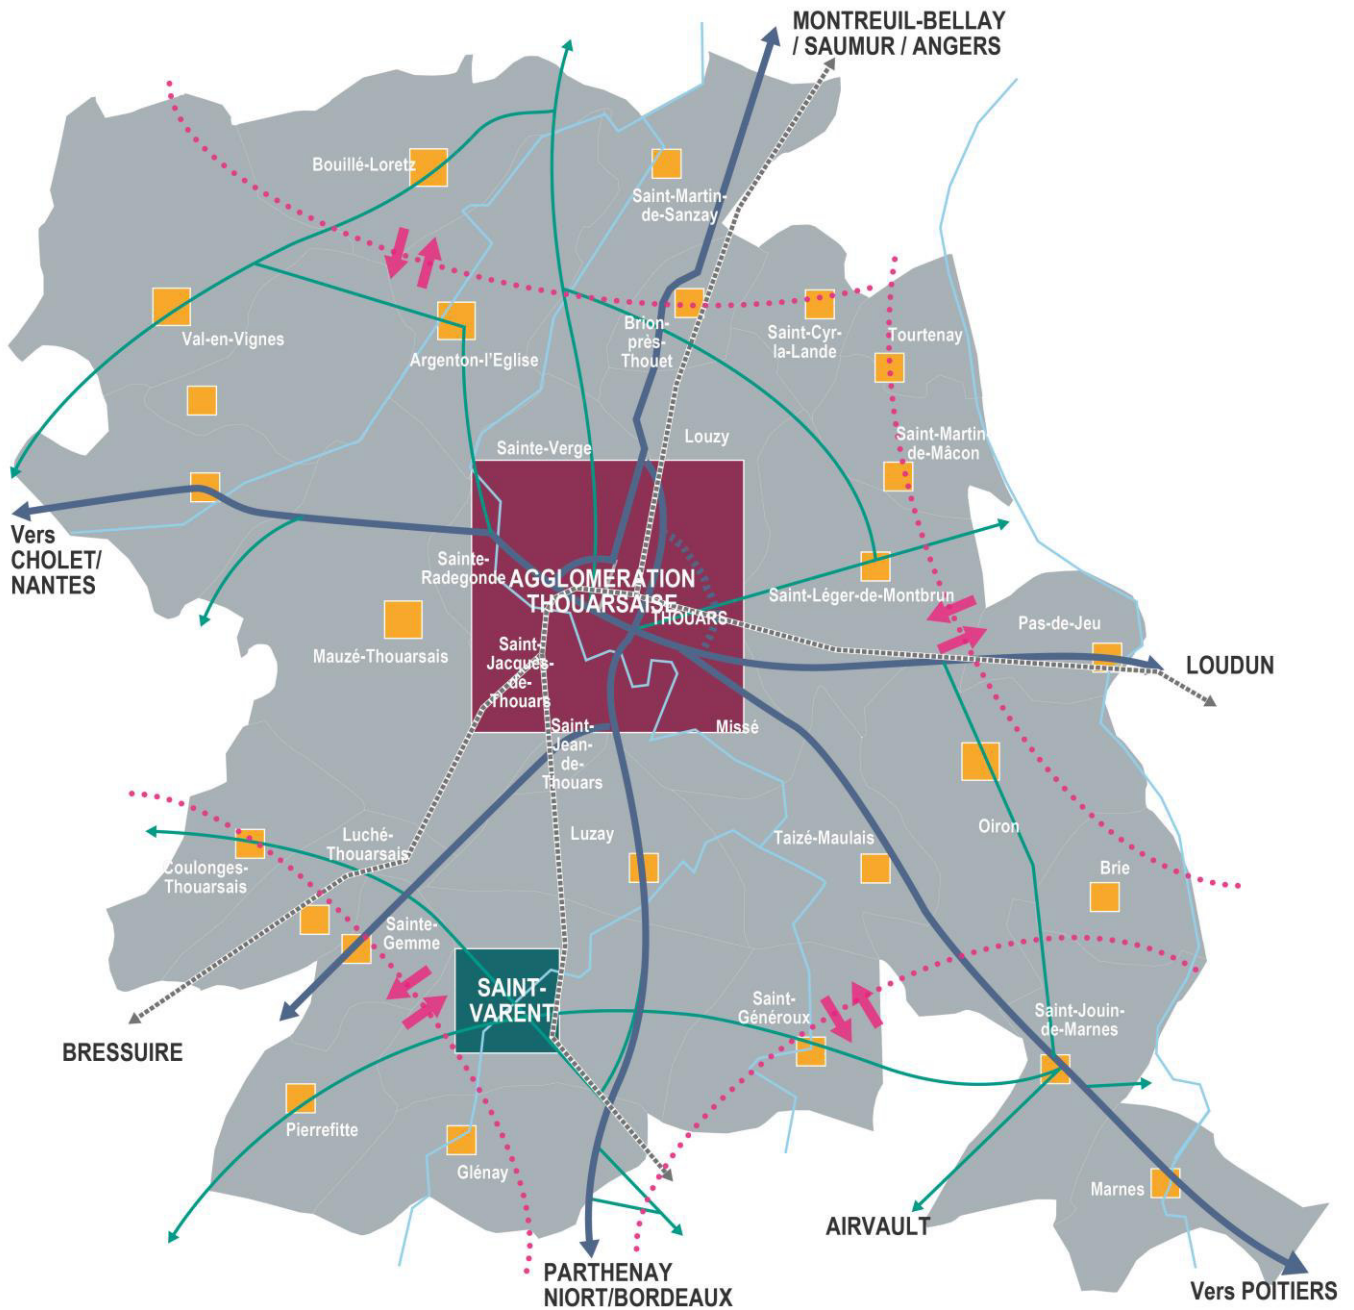 MONTREUIL-BELLAY
/ SAUMUR / ANGERS
Bouillé-Loretz
Saint-Martin-
de-Sanzay
Val-en-Vignes
Argenton-l'Eglise
Brion-
près-
Thouet
Saint-Cyr-
la-Lande
Tourtenay
Sainte-Verge
Louzy
Saint-Martin
de-Mâcon
Vers
CHOLET/
NANTES
Sainte-
Radegonde
AGGLOMÉRATION
THOUARSAISE
THOUARS
Saint-Léger-de-Montbrun
Pas-de-Jeu
LOUDUN
Mauzé-Thouarsais
Saint-
Jacques-
de-
Thouars
Saint-
Jean-
de-
Thouars
Missé
Oiron
Luché-
Thouarsais
Luzay
Taizé-Maulais
Brie
Coulonges-
Thouarsais
Sainte-
Gemme
SAINT-
VARENT
Saint-
Généroux
Saint-Jouin-
de-Marnes
BRESSUIRE
Pierrefitte
Glénay
Marnes
AIRVAULT
PARTHENAY
NIORT/BORDEAUX
Vers POITIERS